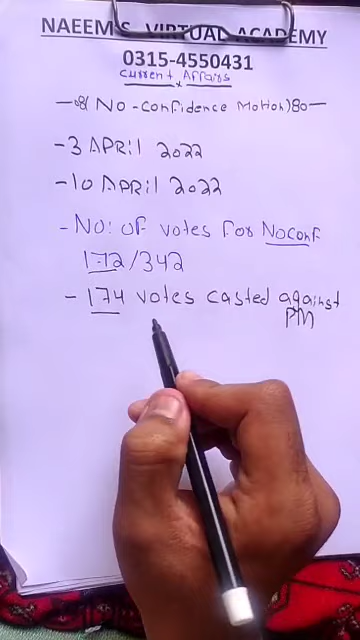 NAEEM'S VIRTUAL ACADEMY
0315-4550431
Current Affairs
No-Confidence Motion
- 3 APRil 2022
- 10 APRil 2022
- No: of votes for Noconf
172/342
- 174 votes casted against
PM